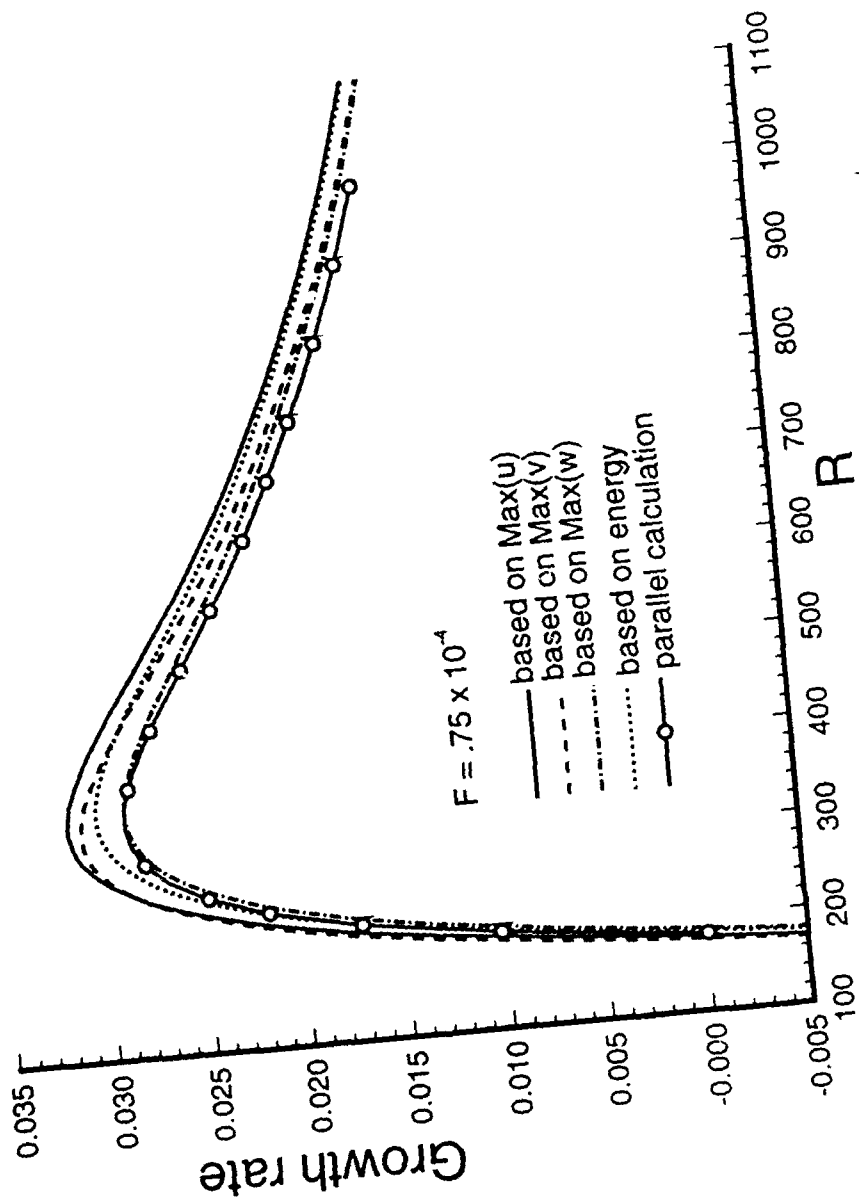 Growth rate
0.035
0.030
0.025
0.020
0.015
0.010
0.005
-0.000
-0.005
100
200
300
400
500
600
700
800
900
1000
1100
R
F = .75 x 10⁻⁴
based on Max(u)
based on Max(v)
based on Max(w)
based on energy
parallel calculation